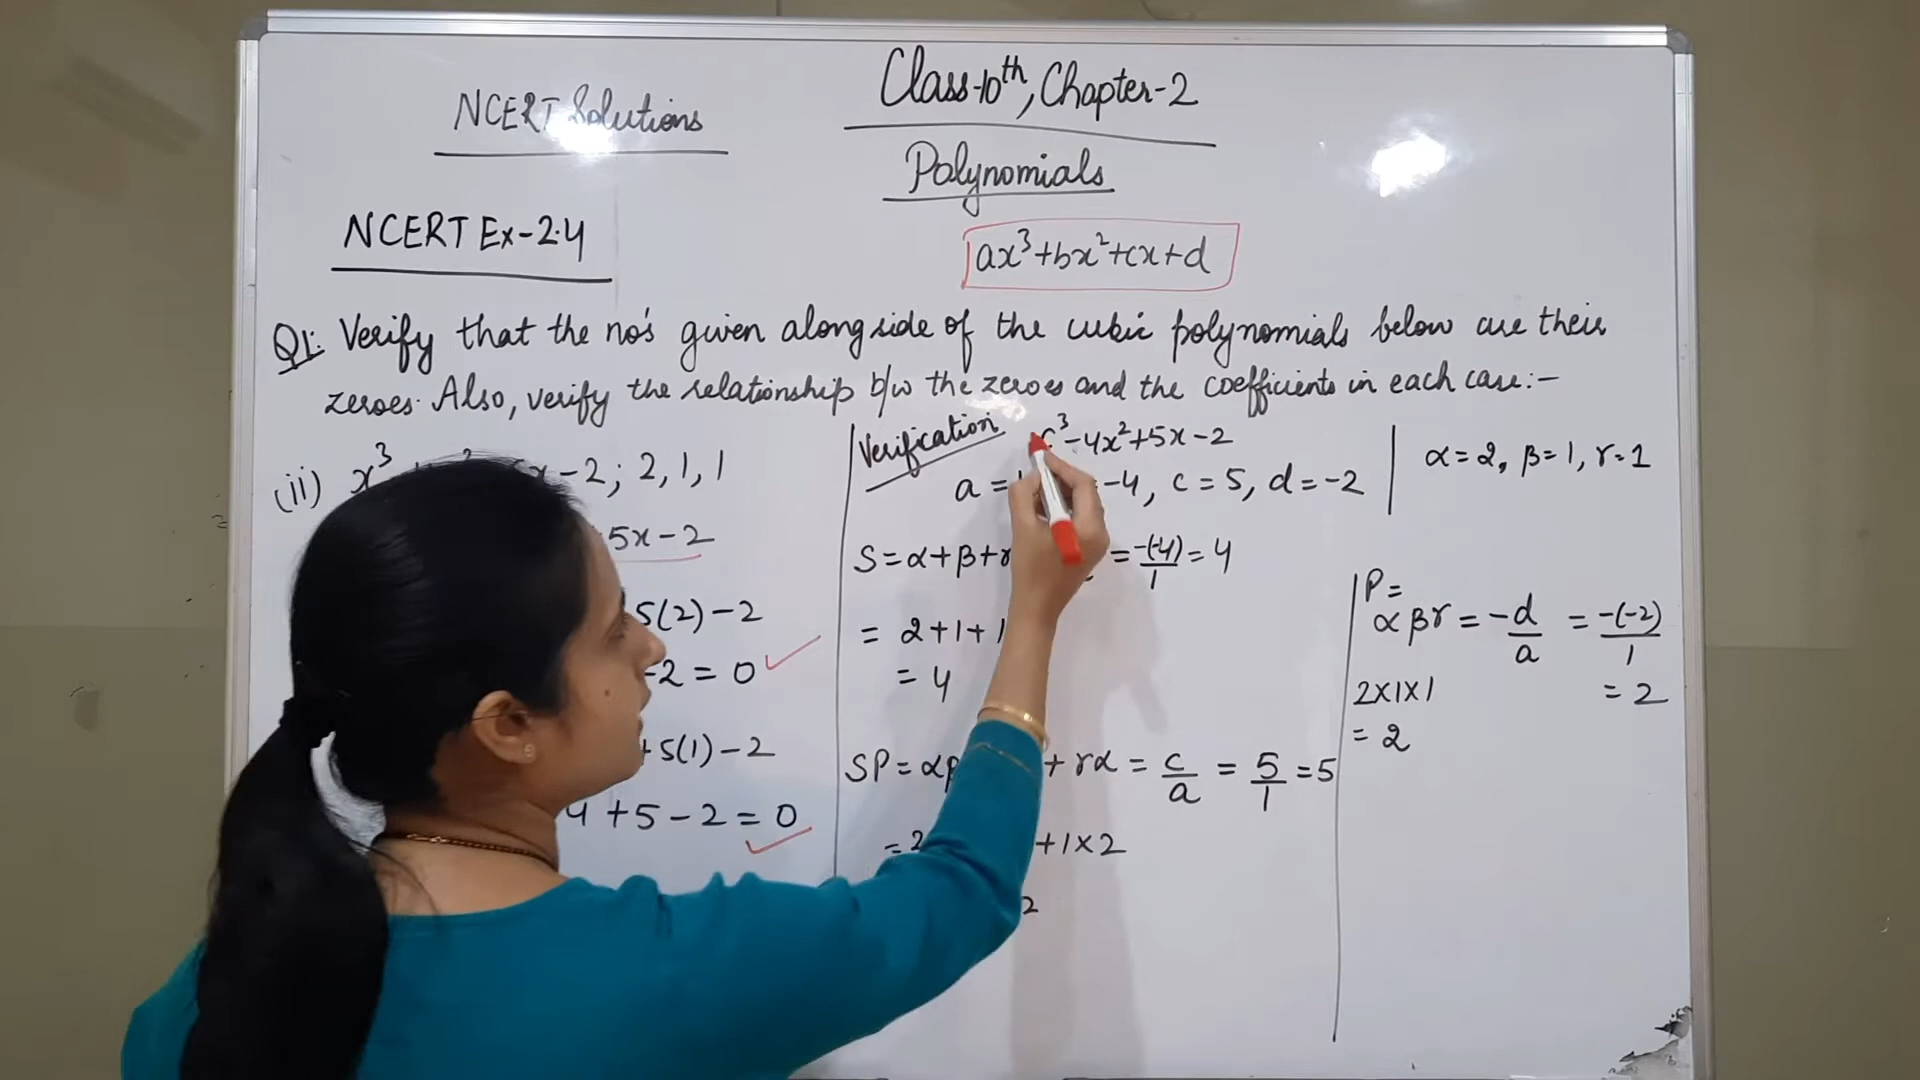 NCERT Solutions
Class-10th, Chapter-2
Polynomials
NCERT Ex-2.4
ax³+bx²+cx+d
Q1: Verify that the no's given alongside of the cubic polynomials below are their
zeroes. Also, verify the relationship b/w the zeroes and the coefficients in each case:-
(ii) x³ -2; 2, 1, 1
5x-2
5(2)-2
-2=0
+5(1)-2
4+5-2=0
Verification
³-4x²+5x-2
a= -4, c=5, d=-2
S=α+β+r =-(-4)/1=4
= 2+1+1
= 4
SP= +rα = c/a = 5/1 =5
+1×2
2
α=2, β=1, r=1
P=
αβr = -d/a = -(-2)/1
2×1×1 = 2
= 2